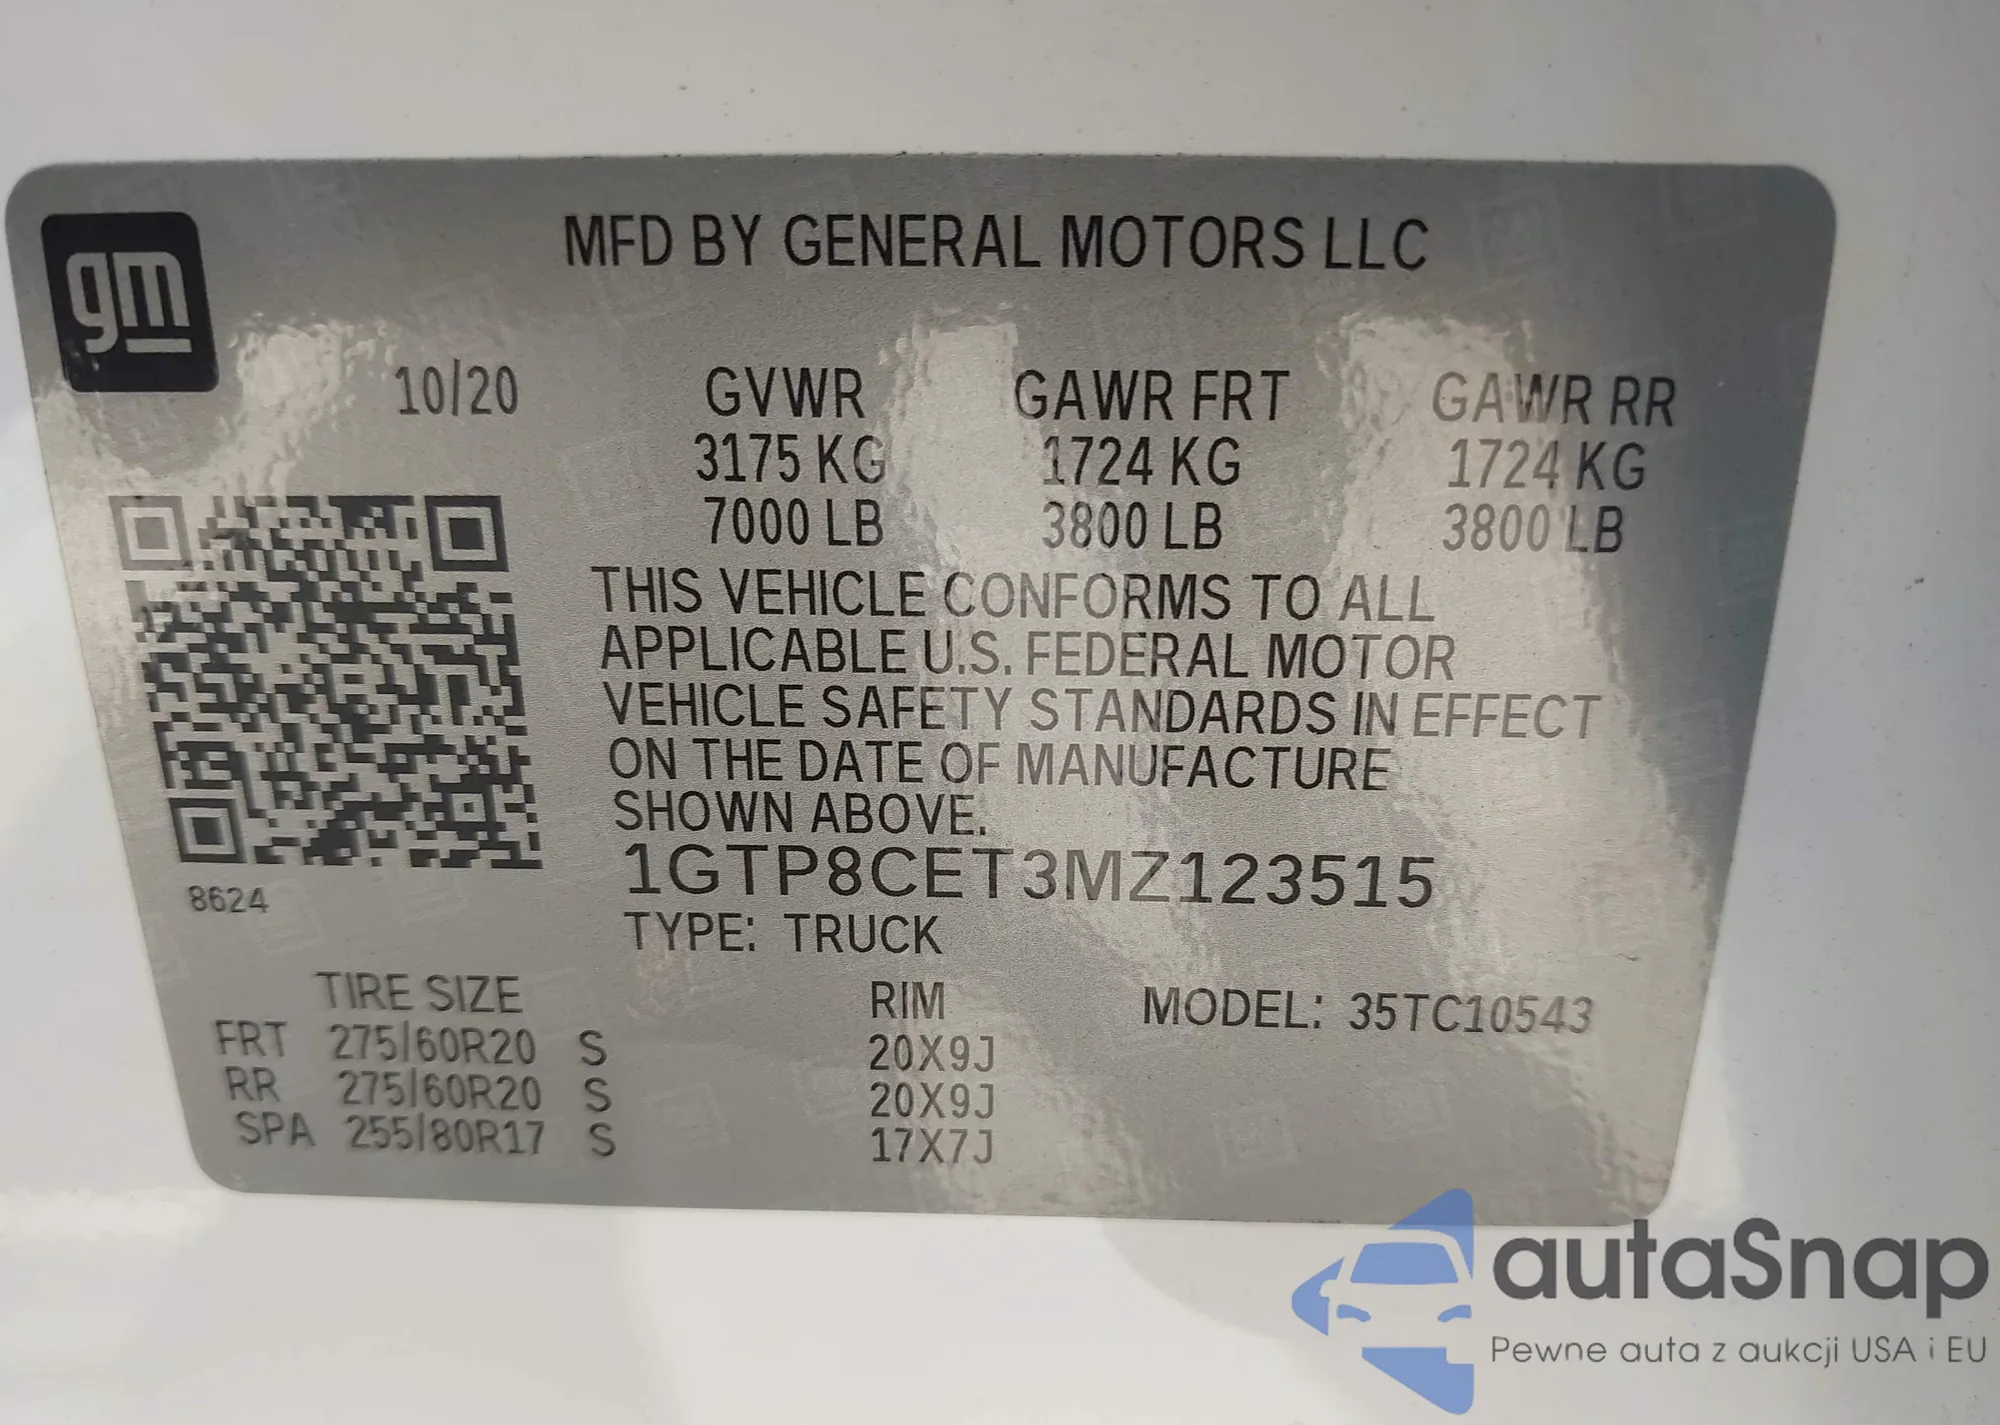 gm
MFD BY GENERAL MOTORS LLC
10/20 GVWR GAWR FRT GAWR RR
3175 KG 1724 KG 1724 KG
7000 LB 3800 LB 3800 LB
THIS VEHICLE CONFORMS TO ALL
APPLICABLE U.S. FEDERAL MOTOR
VEHICLE SAFETY STANDARDS IN EFFECT
ON THE DATE OF MANUFACTURE
SHOWN ABOVE.
1GTP8CET3MZ123515
8624
TYPE: TRUCK
TIRE SIZE RIM MODEL: 35TC10543
FRT 275/60R20 S 20X9J
RR 275/60R20 S 20X9J
SPA 255/80R17 S 17X7J
autaSnap
Pewne auta z aukcji USA i EU